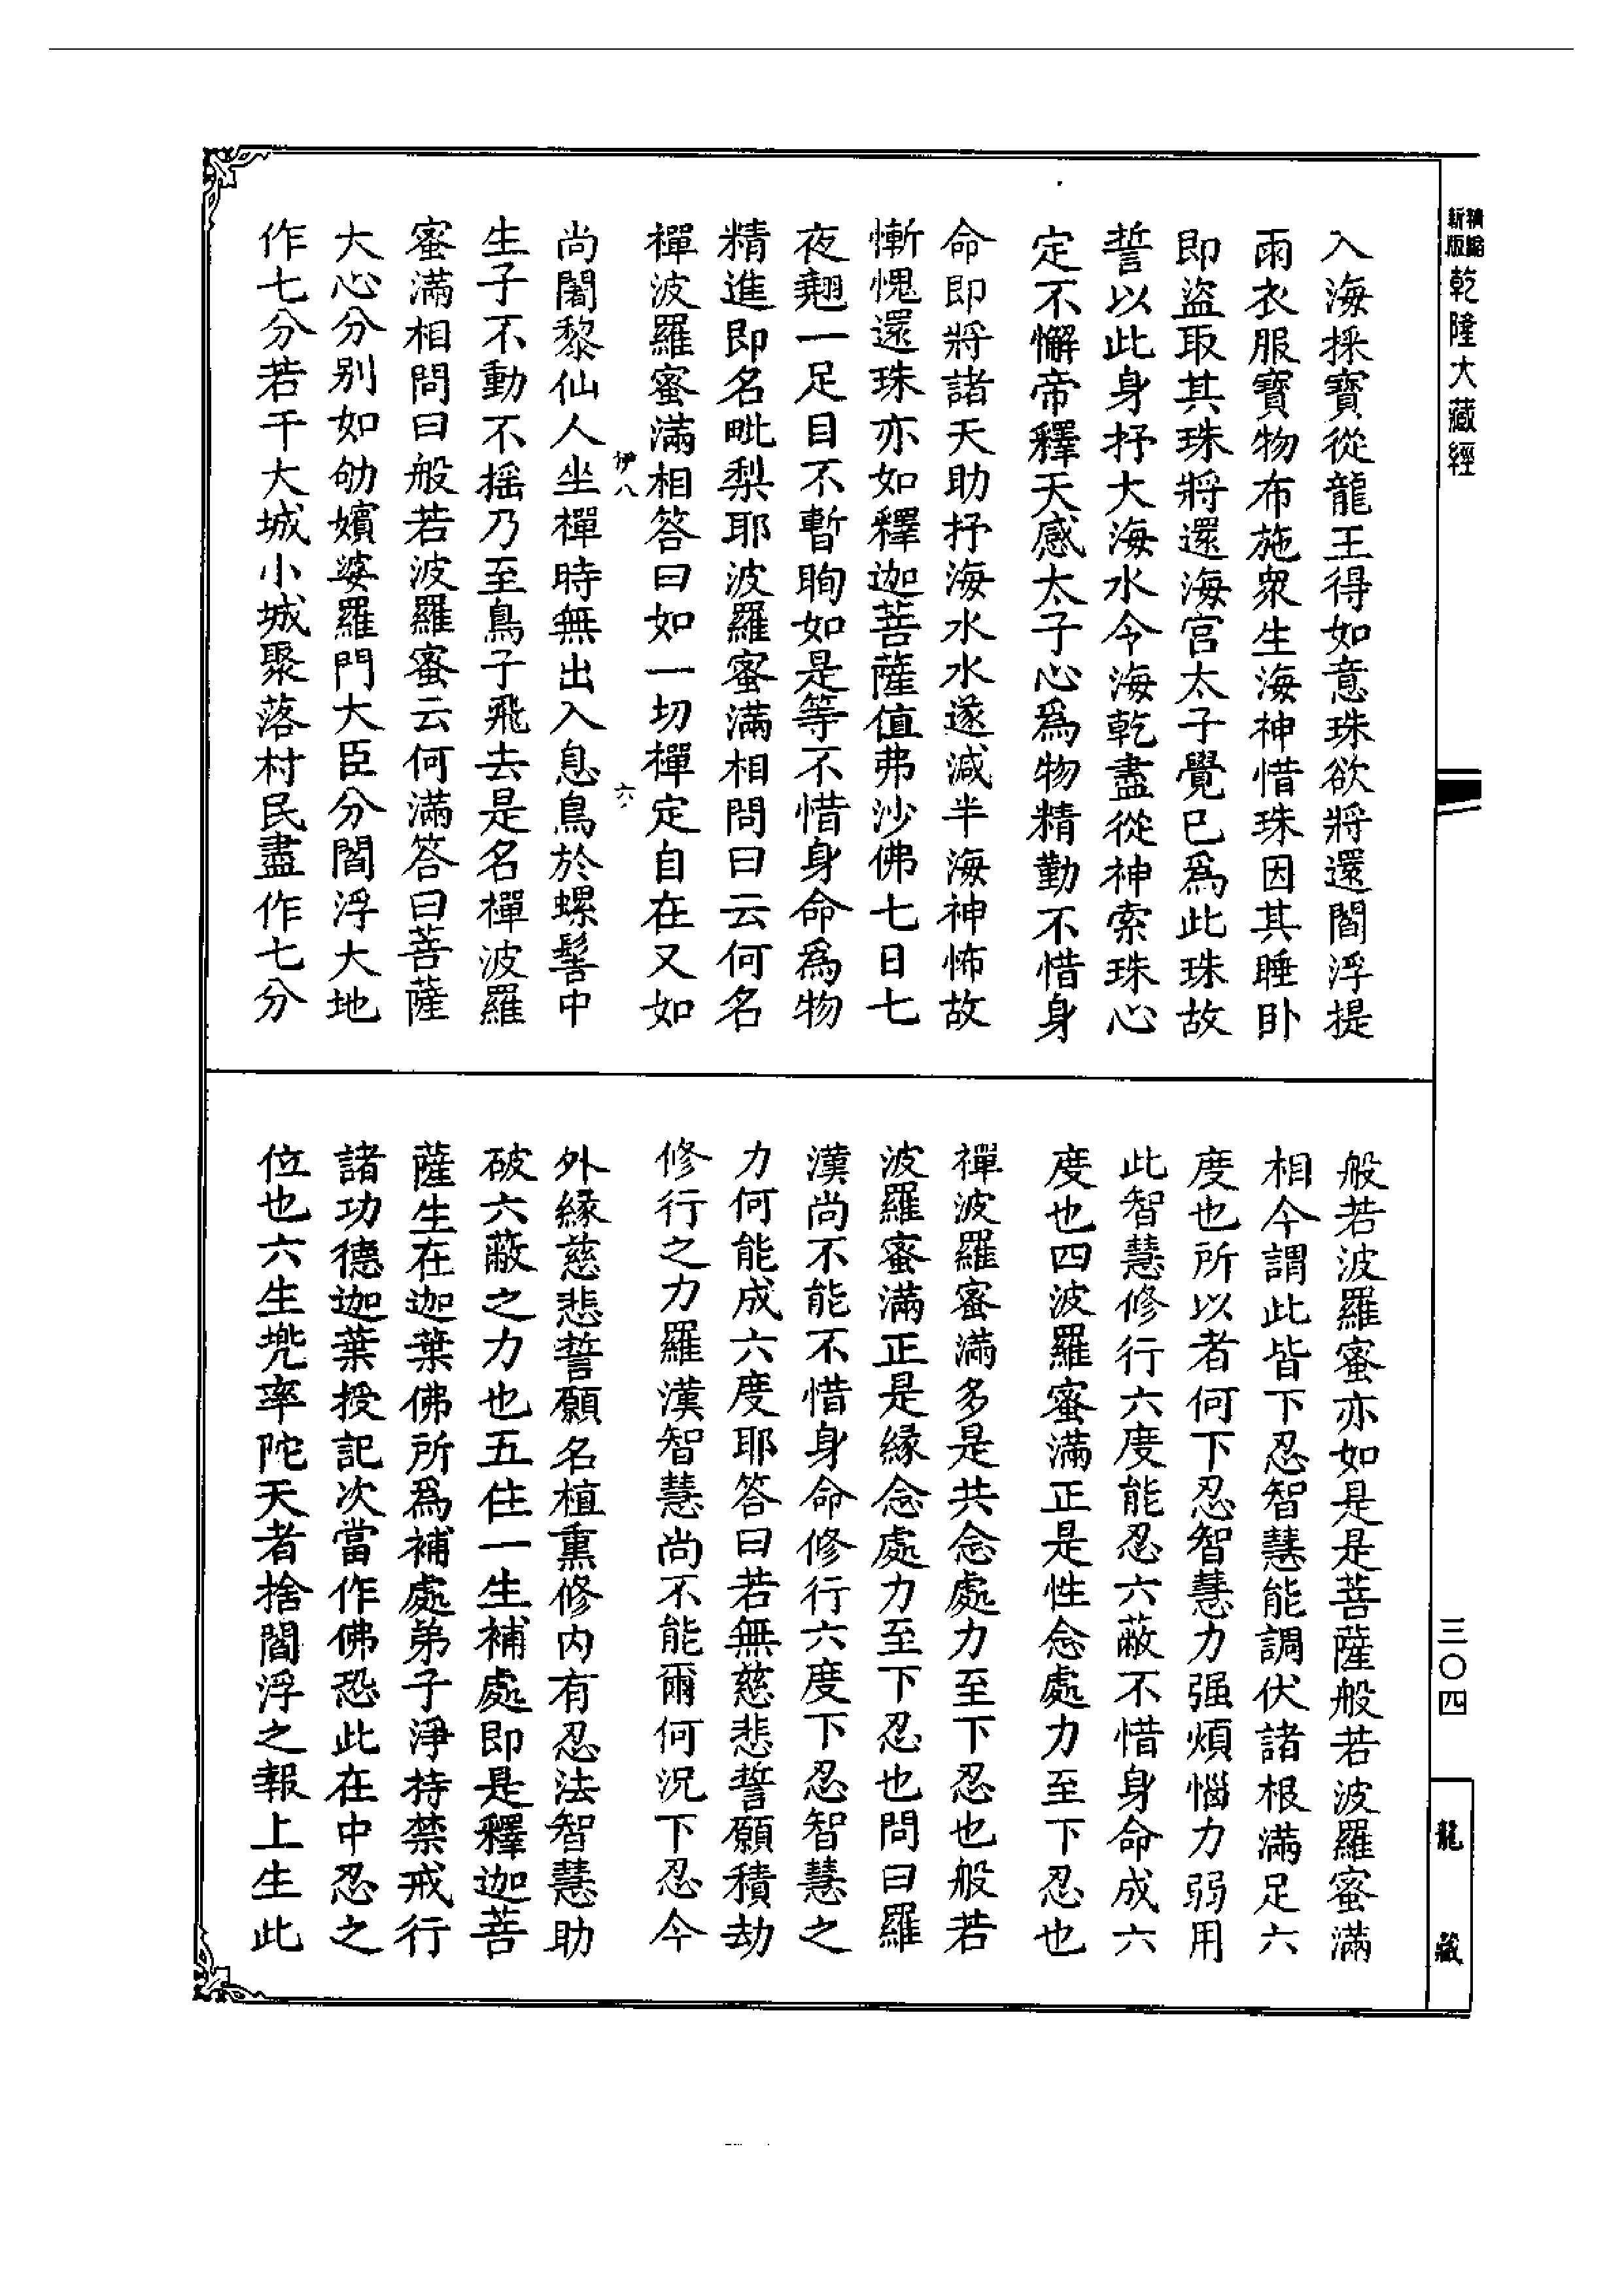 精縮新版乾隆大藏經
入海採寶從龍王得如意珠欲將還閻浮提
雨衣服寶物布施衆生海神惜珠因其睡卧
即盜取其珠將還海宫太子覺已爲此珠故
誓以此身抒大海水令海乾盡從神索珠心
定不懈帝釋天感太子心爲物精勤不惜身
命即將諸天助抒海水水遂減半海神怖故
慚愧還珠亦如釋迦菩薩值弗沙佛七日七
夜翹一足目不暫眴如是等不惜身命爲物
精進即名毗梨耶波羅蜜滿相問曰云何名
禪波羅蜜滿相答曰如一切禪定自在又如
伊八
六
尚闍黎仙人坐禪時無出入息鳥於螺髻中
生子不動不摇乃至鳥子飛去是名禪波羅
蜜滿相問曰般若波羅蜜云何滿答曰菩薩
大心分别如劬嬪婆羅門大臣分閻浮大地
作七分若干大城小城聚落村民盡作七分
般若波羅蜜亦如是是菩薩般若波羅蜜滿
相今謂此皆下忍智慧能調伏諸根滿足六
度也所以者何下忍智慧力强煩惱力弱用
此智慧修行六度能忍六蔽不惜身命成六
度也四波羅蜜滿正是性念處力至下忍也
禪波羅蜜滿多是共念處力至下忍也般若
波羅蜜滿正是緣念處力至下忍也問曰羅
漢尚不能不惜身命修行六度下忍智慧之
力何能成六度耶答曰若無慈悲誓願積劫
修行之力羅漢智慧尚不能爾何況下忍今
外緣慈悲誓願名植熏修内有忍法智慧助
破六蔽之力也五住一生補處即是釋迦菩
薩生在迦葉佛所爲補處弟子淨持禁戒行
諸功德迦葉授記次當作佛恐此在中忍之
位也六生兜率陀天者捨閻浮之報上生此
三〇四
龍藏